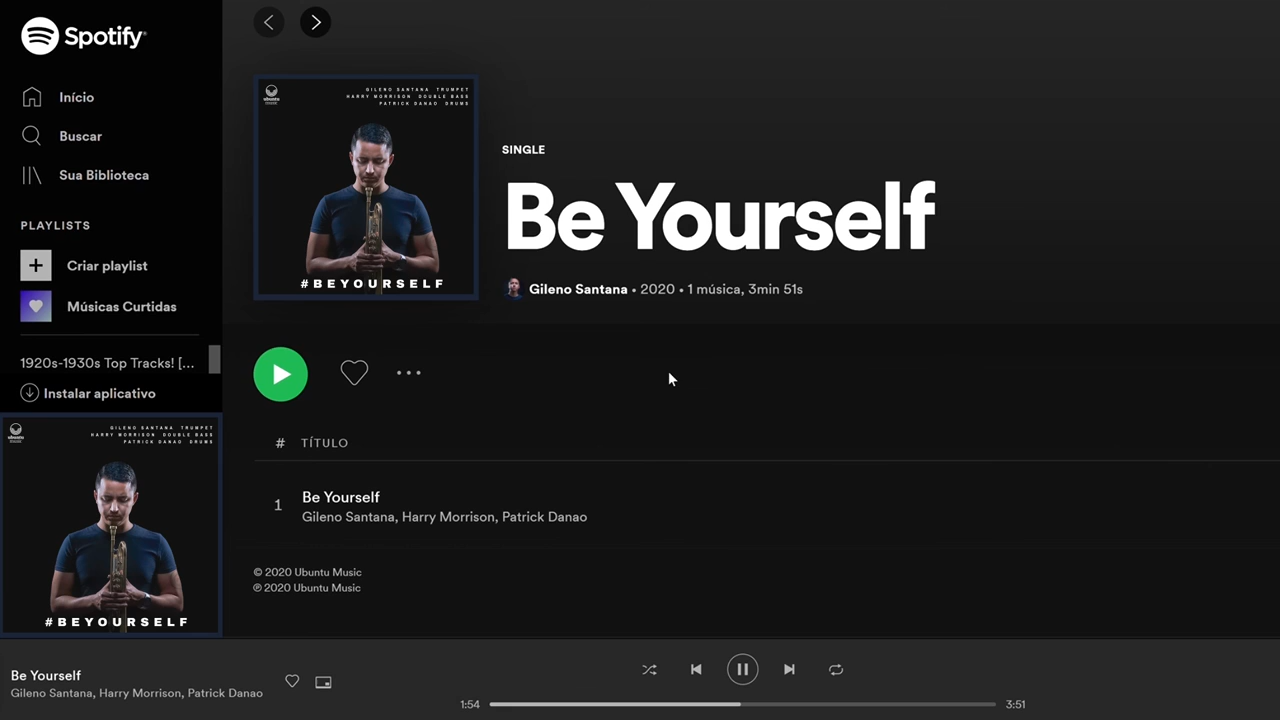 Spotify
Início
Buscar
Sua Biblioteca
PLAYLISTS
Criar playlist
Músicas Curtidas
1920s-1930s Top Tracks! [...
Instalar aplicativo
ubuntu
music
GILENO SANTANA TRUMPET
HARRY MORRISON DOUBLE BASS
PATRICK DANAO DRUMS
#BEYOURSELF
SINGLE
Be Yourself
Gileno Santana • 2020 • 1 música, 3min 51s
# TÍTULO
1 Be Yourself
Gileno Santana, Harry Morrison, Patrick Danao
© 2020 Ubuntu Music
℗ 2020 Ubuntu Music
ubuntu
music
GILENO SANTANA TRUMPET
HARRY MORRISON DOUBLE BASS
PATRICK DANAO DRUMS
#BEYOURSELF
Be Yourself
Gileno Santana, Harry Morrison, Patrick Danao
1:54 3:51